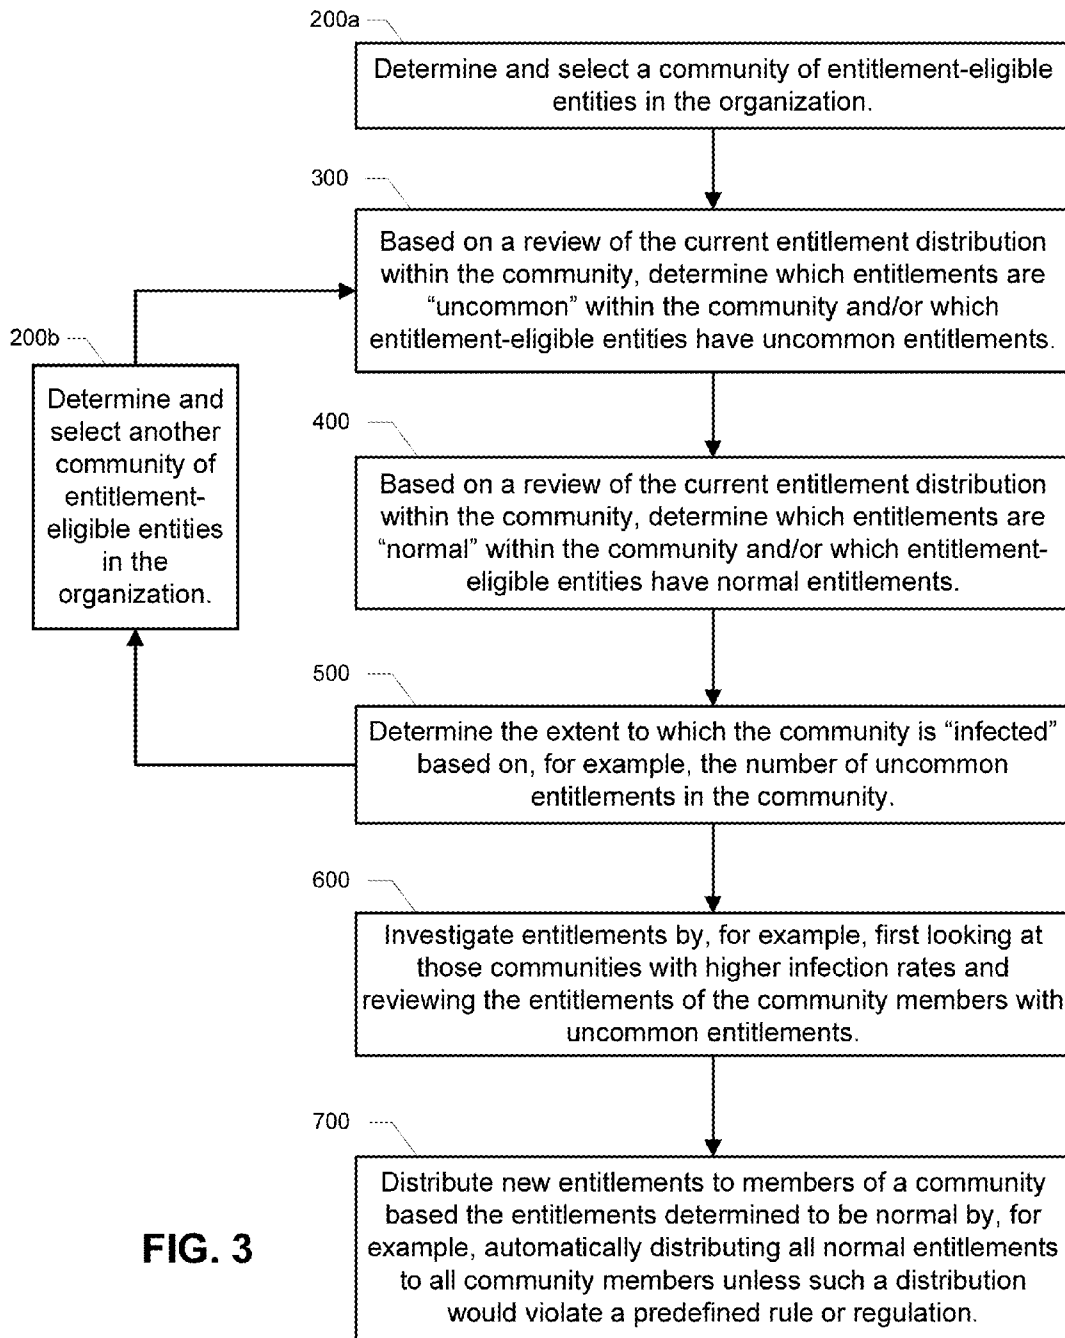 200a
Determine and select a community of entitlement-eligible
entities in the organization.
300
Based on a review of the current entitlement distribution
within the community, determine which entitlements are
“uncommon” within the community and/or which
entitlement-eligible entities have uncommon entitlements.
200b
Determine and
select another
community of
entitlement-
eligible entities
in the
organization.
400
Based on a review of the current entitlement distribution
within the community, determine which entitlements are
“normal” within the community and/or which entitlement-
eligible entities have normal entitlements.
500
Determine the extent to which the community is “infected”
based on, for example, the number of uncommon
entitlements in the community.
600
Investigate entitlements by, for example, first looking at
those communities with higher infection rates and
reviewing the entitlements of the community members with
uncommon entitlements.
700
Distribute new entitlements to members of a community
based the entitlements determined to be normal by, for
example, automatically distributing all normal entitlements
to all community members unless such a distribution
would violate a predefined rule or regulation.
FIG. 3